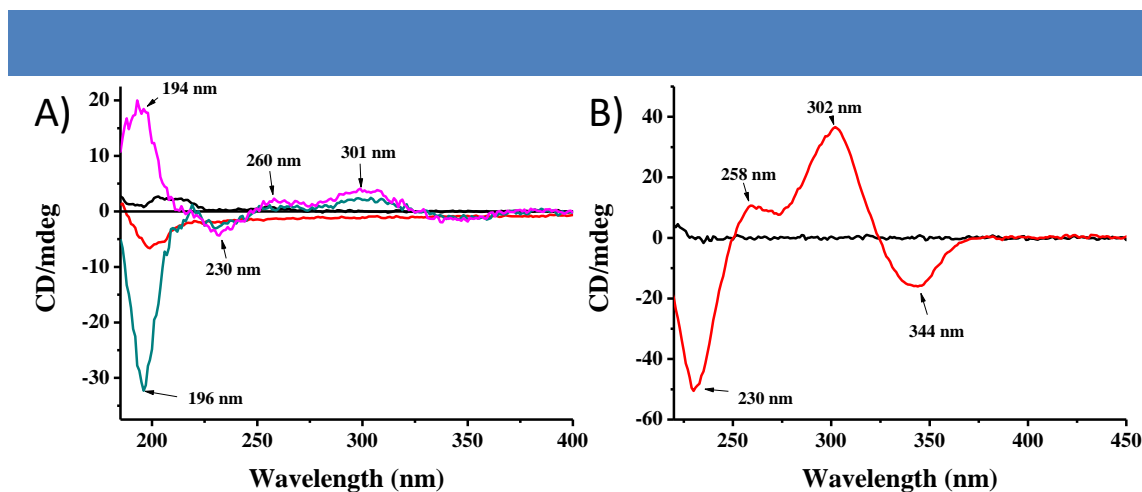 A)
194 nm
260 nm
301 nm
230 nm
196 nm
20
10
0
-10
-20
-30
CD/mdeg
200
250
300
350
400
Wavelength (nm)
B)
302 nm
258 nm
344 nm
230 nm
40
20
0
-20
-40
-60
CD/mdeg
250
300
350
400
450
Wavelength (nm)